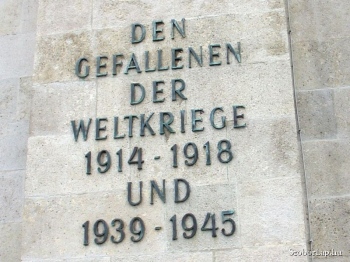 DEN
GEFALLENEN
DER
WELTKRIEGE
1914 - 1918
UND
1939 - 1945